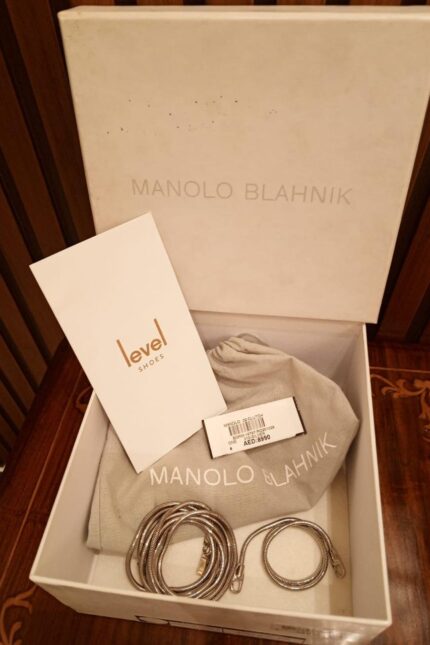 MANOLO BLAHNIK
level
SHOES
AED 8990
MANOLO BLAHNIK